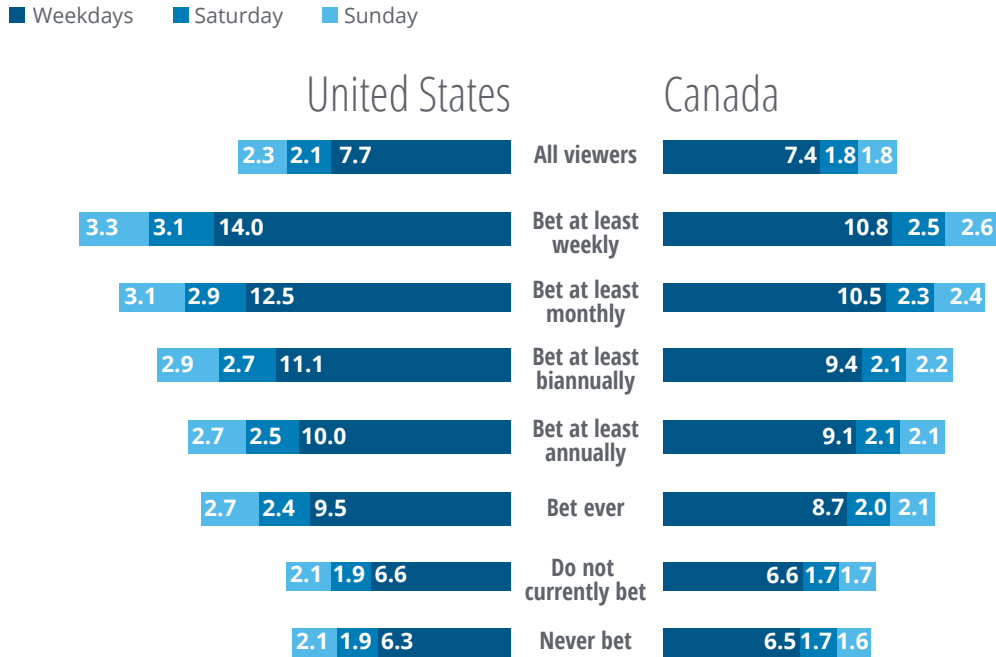 Weekdays Saturday Sunday
United States Canada
2.3 2.1 7.7 All viewers 7.4 1.8 1.8
3.3 3.1 14.0 Bet at least weekly 10.8 2.5 2.6
3.1 2.9 12.5 Bet at least monthly 10.5 2.3 2.4
2.9 2.7 11.1 Bet at least biannually 9.4 2.1 2.2
2.7 2.5 10.0 Bet at least annually 9.1 2.1 2.1
2.7 2.4 9.5 Bet ever 8.7 2.0 2.1
2.1 1.9 6.6 Do not currently bet 6.6 1.7 1.7
2.1 1.9 6.3 Never bet 6.5 1.7 1.6